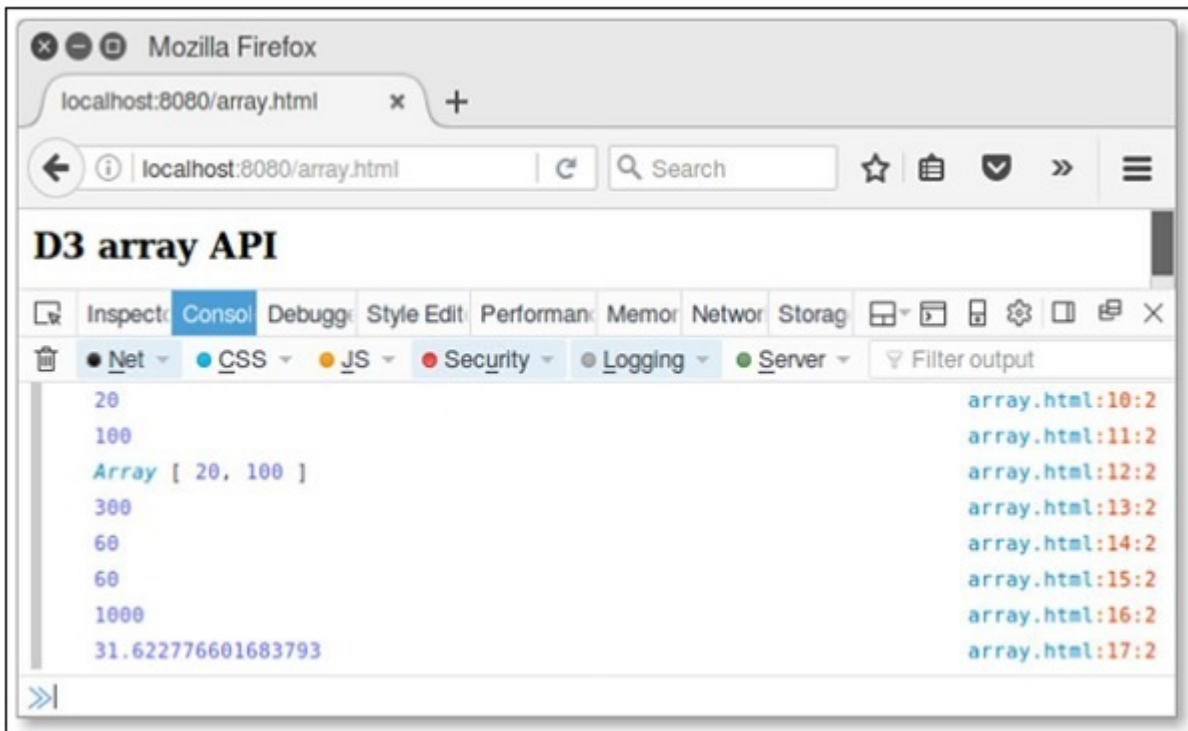 Mozilla Firefox
localhost:8080/array.html
localhost:8080/array.html Search
D3 array API
Inspecto Consol Debugge Style Edit Performanc Memor Networ Storag
Net CSS JS Security Logging Server Filter output
20 array.html:10:2
100 array.html:11:2
Array [ 20, 100 ] array.html:12:2
300 array.html:13:2
60 array.html:14:2
60 array.html:15:2
1000 array.html:16:2
31.622776601683793 array.html:17:2